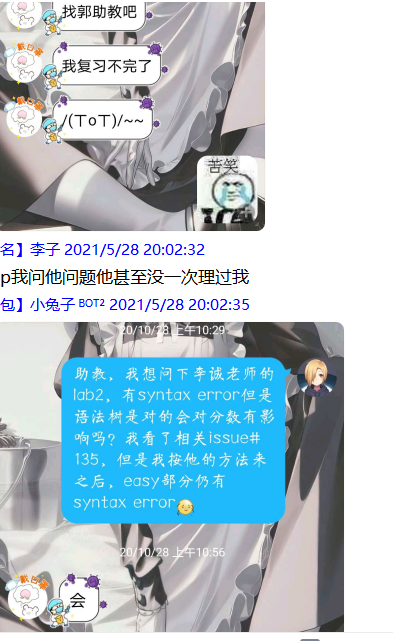 找郭助教吧
我复习不完了
/(ㄒoㄒ)/~~
苦笑
名】李子 2021/5/28 20:02:32
p我问他问题他甚至没一次理过我
包】小兔子 BOT² 2021/5/28 20:02:35
20/10/28 上午10:29
助教，我想问下李诚老师的
lab2，有syntax error但是
语法树是对的会对分数有影
响吗？我看了相关issue#
135，但是我按他的方法来
之后，easy部分仍有
syntax error
20/10/28 上午10:56
会